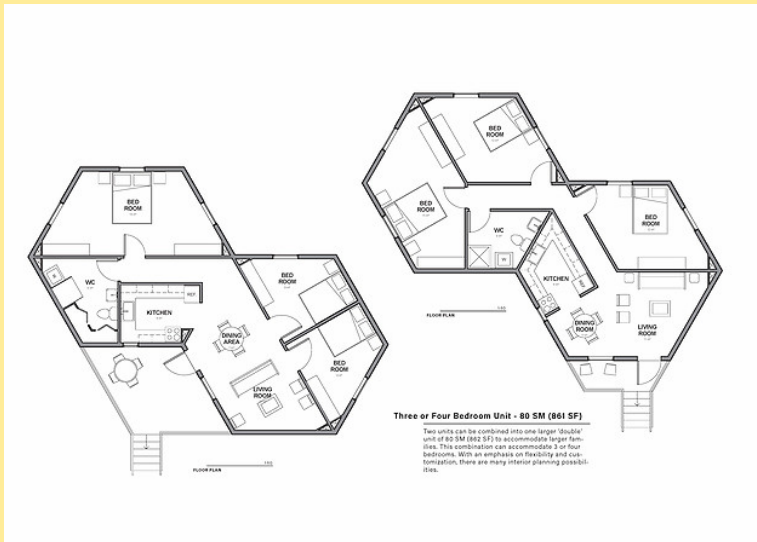 BED
ROOM
WC
KITCHEN
REF.
DINING
AREA
BED
ROOM
BED
ROOM
LIVING
ROOM
FLOOR PLAN
BED
ROOM
BED
ROOM
WC
BED
ROOM
KITCHEN
REF.
DINING
ROOM
LIVING
ROOM
FLOOR PLAN
Three or Four Bedroom Unit - 80 SM (861 SF)
Two units can be combined into one larger 'double'
unit of 80 SM (862 SF) to accommodate larger fam-
ilies. This combination can accommodate 3 or four
bedrooms. With an emphasis on flexibility and cus-
tomization, there are many interior planning possibil-
ities.